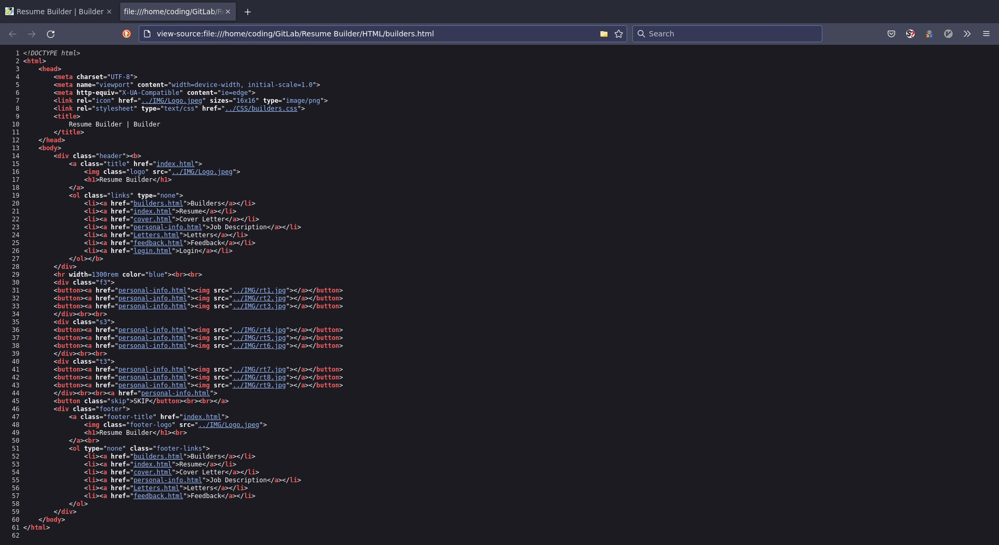 Resume Builder | Builder
file:///home/coding/GitLab/R
view-source:file:///home/coding/GitLab/Resume Builder/HTML/builders.html
Search
1 <!DOCTYPE html>
2 <html>
3     <head>
4         <meta charset="UTF-8">
5         <meta name="viewport" content="width=device-width, initial-scale=1.0">
6         <meta http-equiv="X-UA-Compatible" content="ie=edge">
7         <link rel="icon" href="../IMG/Logo.jpeg" sizes="16x16" type="image/png">
8         <link rel="stylesheet" type="text/css" href="../CSS/builders.css">
9         <title>
10             Resume Builder | Builder
11         </title>
12     </head>
13     <body>
14         <div class="header"><b>
15             <a class="title" href="index.html">
16                 <img class="logo" src="../IMG/Logo.jpeg">
17                 <h1>Resume Builder</h1>
18             </a>
19             <ol class="links" type="none">
20                 <li><a href="builders.html">Builders</a></li>
21                 <li><a href="index.html">Resume</a></li>
22                 <li><a href="cover.html">Cover Letter</a></li>
23                 <li><a href="personal-info.html">Job Description</a></li>
24                 <li><a href="Letters.html">Letters</a></li>
25                 <li><a href="feedback.html">Feedback</a></li>
26                 <li><a href="login.html">Login</a></li>
27             </ol></b>
28         </div>
29         <hr width=1300rem color="blue"><br><br>
30         <div class="f3">
31         <button><a href="personal-info.html"><img src="../IMG/rt1.jpg"></a></button>
32         <button><a href="personal-info.html"><img src="../IMG/rt2.jpg"></a></button>
33         <button><a href="personal-info.html"><img src="../IMG/rt3.jpg"></a></button>
34         </div><br><br>
35         <div class="s3">
36         <button><a href="personal-info.html"><img src="../IMG/rt4.jpg"></a></button>
37         <button><a href="personal-info.html"><img src="../IMG/rt5.jpg"></a></button>
38         <button><a href="personal-info.html"><img src="../IMG/rt6.jpg"></a></button>
39         </div><br><br>
40         <div class="t3">
41         <button><a href="personal-info.html"><img src="../IMG/rt7.jpg"></a></button>
42         <button><a href="personal-info.html"><img src="../IMG/rt8.jpg"></a></button>
43         <button><a href="personal-info.html"><img src="../IMG/rt9.jpg"></a></button>
44         </div><br><br><a href="personal-info.html">
45         <button class="skip">SKIP</button><br><br></a>
46         <div class="footer">
47             <a class="footer-title" href="index.html">
48                 <img class="footer-logo" src="../IMG/Logo.jpeg">
49                 <h1>Resume Builder</h1><br>
50             </a><br>
51             <ol type="none" class="footer-links">
52                 <li><a href="builders.html">Builders</a></li>
53                 <li><a href="index.html">Resume</a></li>
54                 <li><a href="cover.html">Cover Letter</a></li>
55                 <li><a href="personal-info.html">Job Description</a></li>
56                 <li><a href="Letters.html">Letters</a></li>
57                 <li><a href="feedback.html">Feedback</a></li>
58             </ol>
59         </div>
60     </body>
61 </html>
62